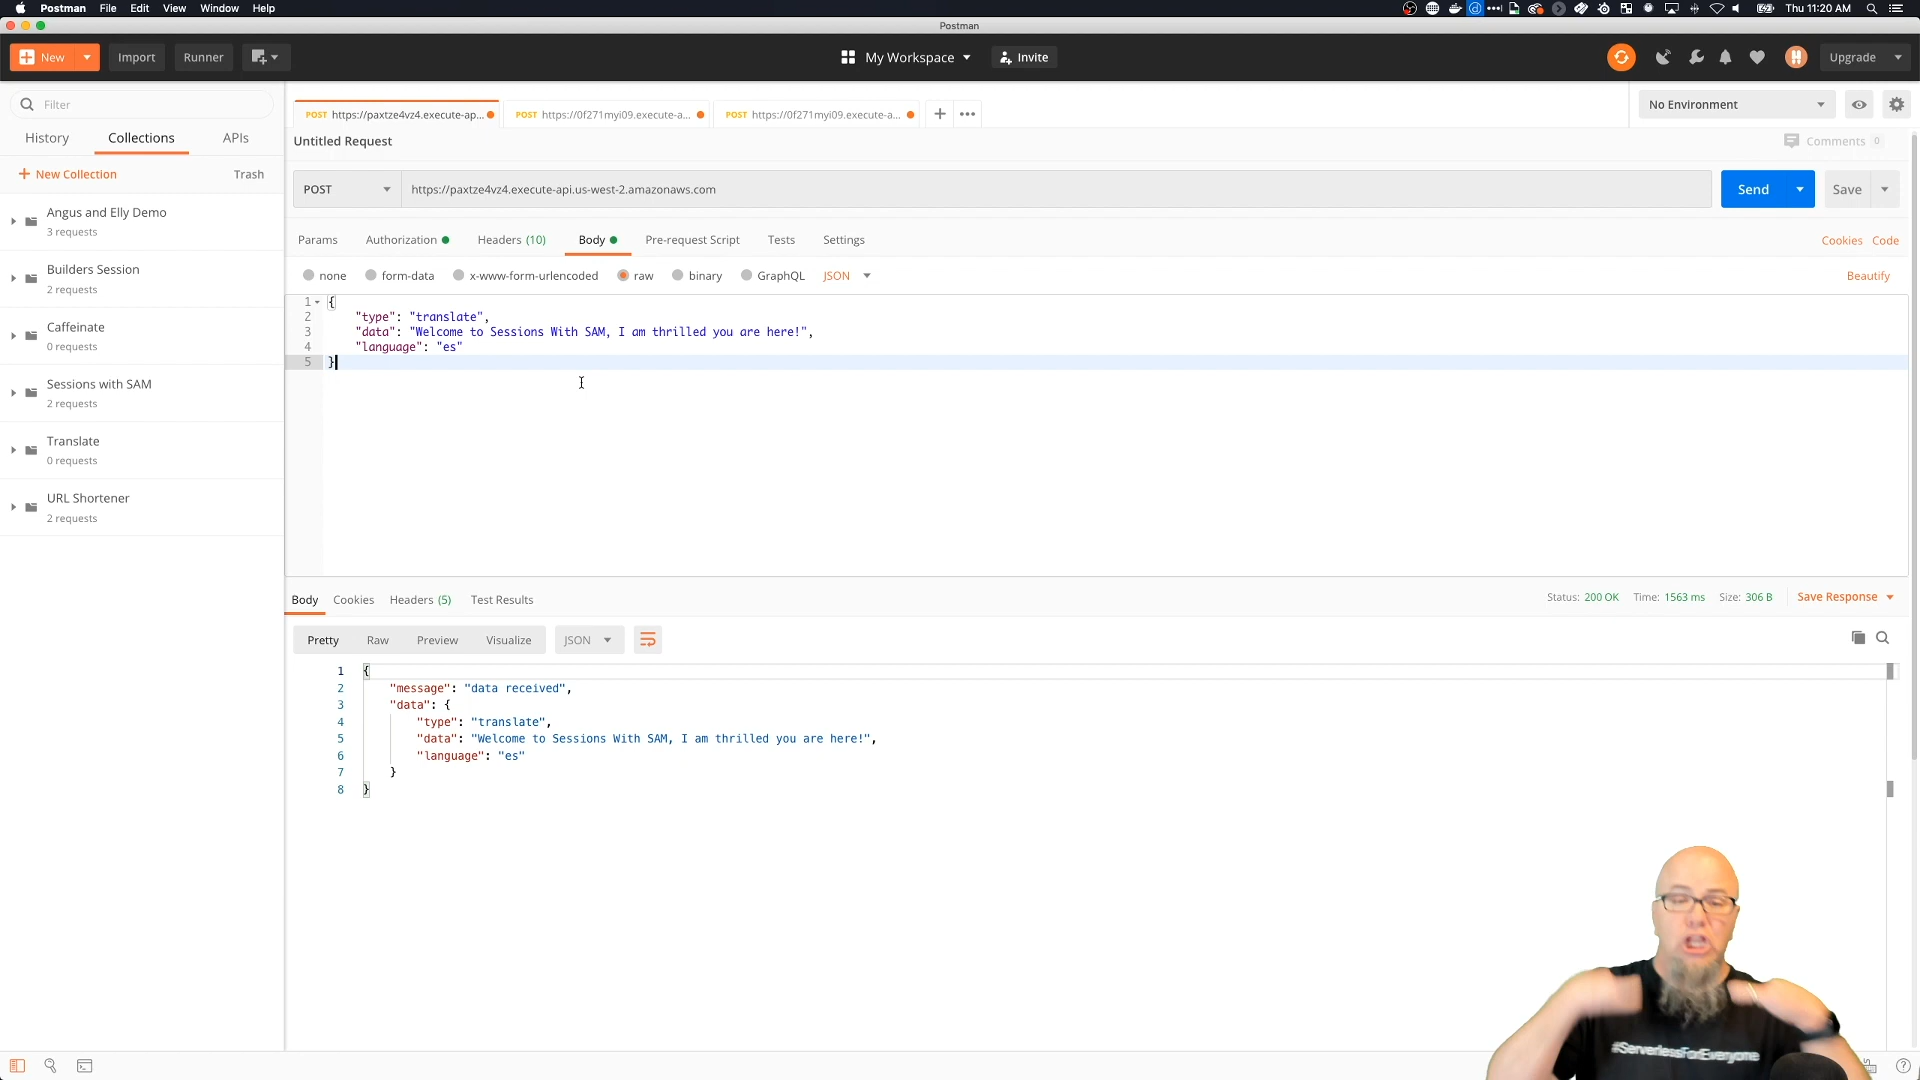 Postman File Edit View Window Help Thu 11:20 AM
Postman
New Import Runner My Workspace Invite Upgrade
Filter
History Collections APIs
New Collection Trash
Angus and Elly Demo
3 requests
Builders Session
2 requests
Caffeinate
0 requests
Sessions with SAM
2 requests
Translate
0 requests
URL Shortener
2 requests
POST https://paxtze4vz4.execute-ap... POST https://0f271myi09.execute-a... POST https://0f271myi09.execute-a... + ••• No Environment
Untitled Request Comments 0
POST https://paxtze4vz4.execute-api.us-west-2.amazonaws.com Send Save
Params Authorization Headers (10) Body Pre-request Script Tests Settings Cookies Code
none form-data x-www-form-urlencoded raw binary GraphQL JSON Beautify
1 {
2 "type": "translate",
3 "data": "Welcome to Sessions With SAM, I am thrilled you are here!",
4 "language": "es"
5 }
Body Cookies Headers (5) Test Results Status: 200 OK Time: 1563 ms Size: 306 B Save Response
Pretty Raw Preview Visualize JSON
1 {
2 "message": "data received",
3 "data": {
4 "type": "translate",
5 "data": "Welcome to Sessions With SAM, I am thrilled you are here!",
6 "language": "es"
7 }
8 }
#ServerlessForEveryone